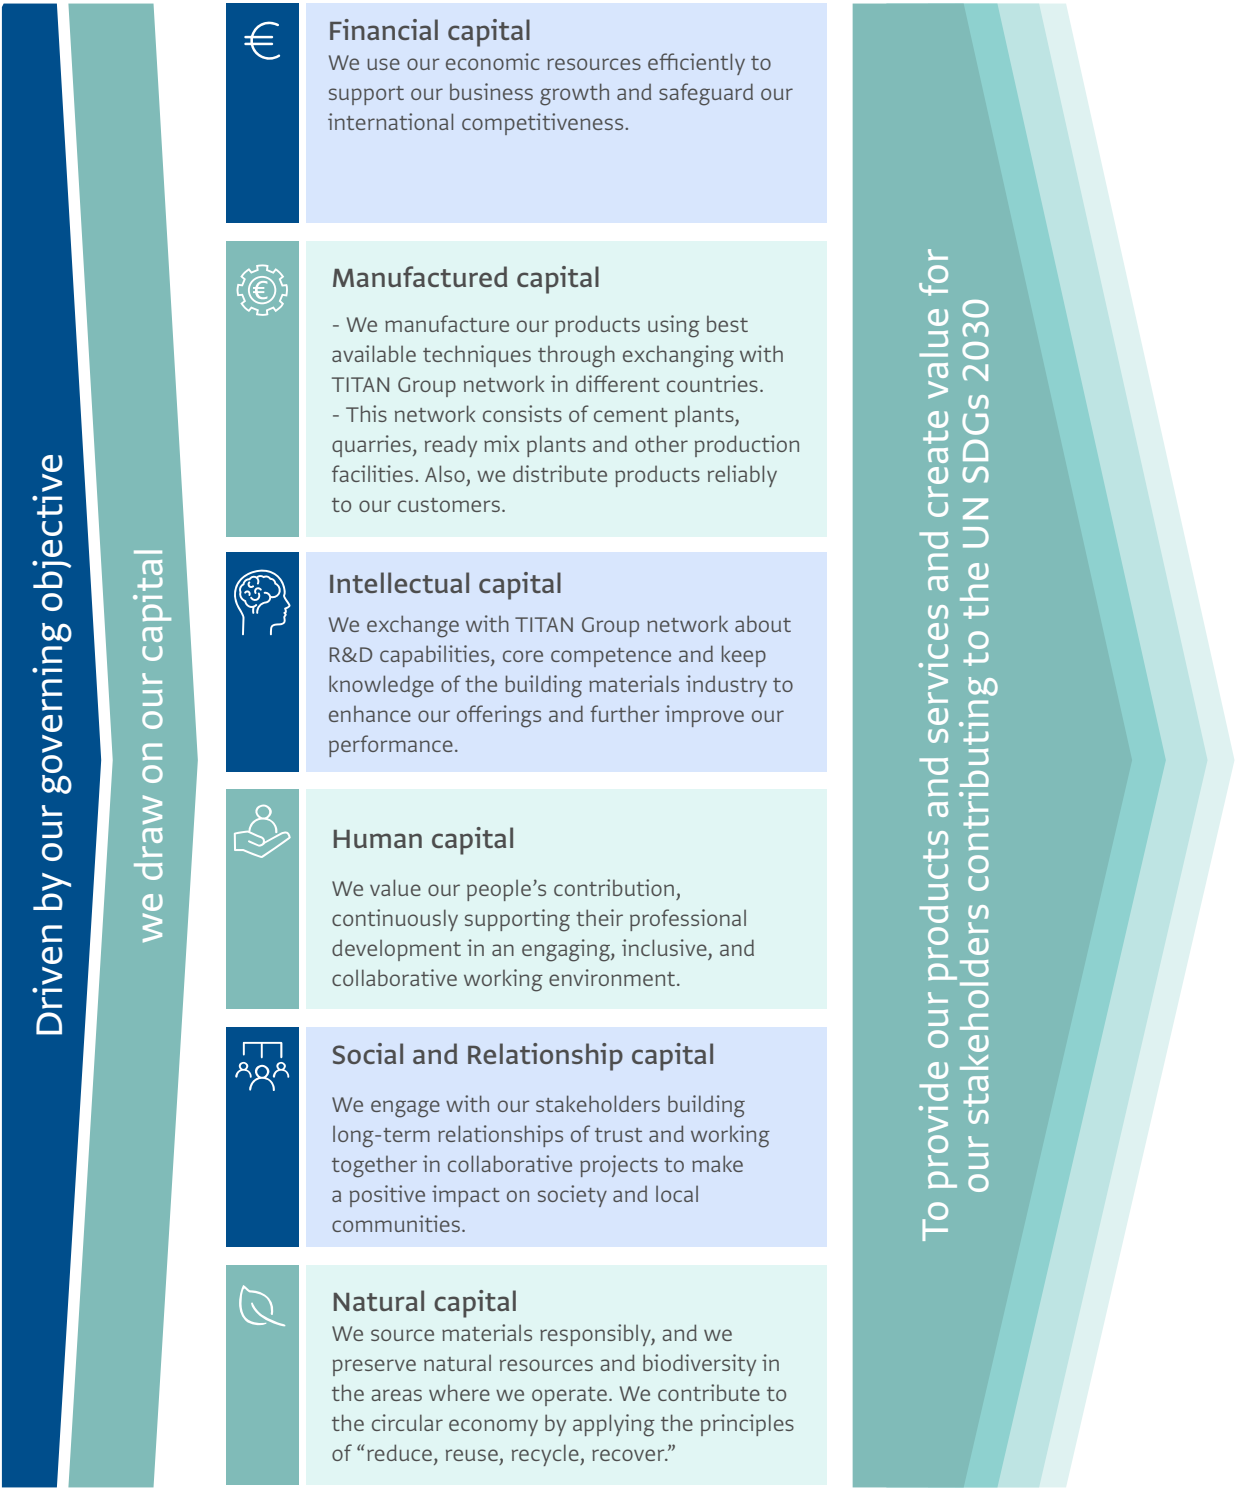 Driven by our governing objective
we draw on our capital
Financial capital
We use our economic resources efficiently to
support our business growth and safeguard our
international competitiveness.
Manufactured capital
- We manufacture our products using best
available techniques through exchanging with
TITAN Group network in different countries.
- This network consists of cement plants,
quarries, ready mix plants and other production
facilities. Also, we distribute products reliably
to our customers.
Intellectual capital
We exchange with TITAN Group network about
R&D capabilities, core competence and keep
knowledge of the building materials industry to
enhance our offerings and further improve our
performance.
Human capital
We value our people’s contribution,
continuously supporting their professional
development in an engaging, inclusive, and
collaborative working environment.
Social and Relationship capital
We engage with our stakeholders building
long-term relationships of trust and working
together in collaborative projects to make
a positive impact on society and local
communities.
Natural capital
We source materials responsibly, and we
preserve natural resources and biodiversity in
the areas where we operate. We contribute to
the circular economy by applying the principles
of “reduce, reuse, recycle, recover.”
To provide our products and services and create value for
our stakeholders contributing to the UN SDGs 2030